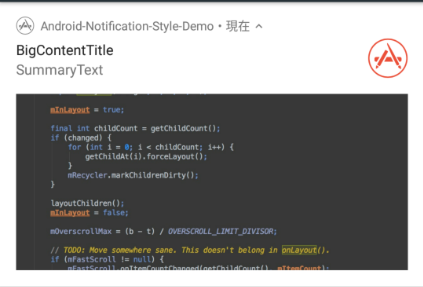 Android-Notification-Style-Demo • 現在
BigContentTitle
SummaryText
mInLayout = true;
final int childCount = getChildCount();
if (changed) {
for (int i = 0; i < childCount; i++) {
getChildAt(i).forceLayout();
}
mRecycler.markChildrenDirty();
}
layoutChildren();
mInLayout = false;
mOverscrollMax = (b - t) / OVERSCROLL_LIMIT_DIVISOR;
// TODO: Move somewhere sane. This doesn't belong in onLayout().
if (mFastScroll != null) {
mFastScroll.onItemCountChanged(getChildCount(), mItemCount);